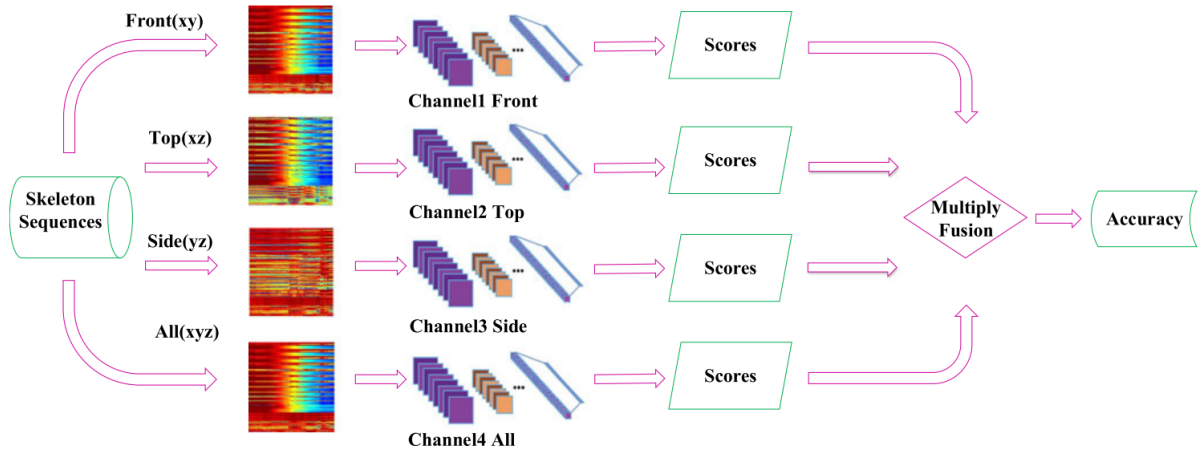 Front(xy)
Channel1 Front
Scores
Top(xz)
Channel2 Top
Scores
Skeleton
Sequences
Side(yz)
Channel3 Side
Scores
All(xyz)
Channel4 All
Scores
Multiply
Fusion
Accuracy
...
...
...
...